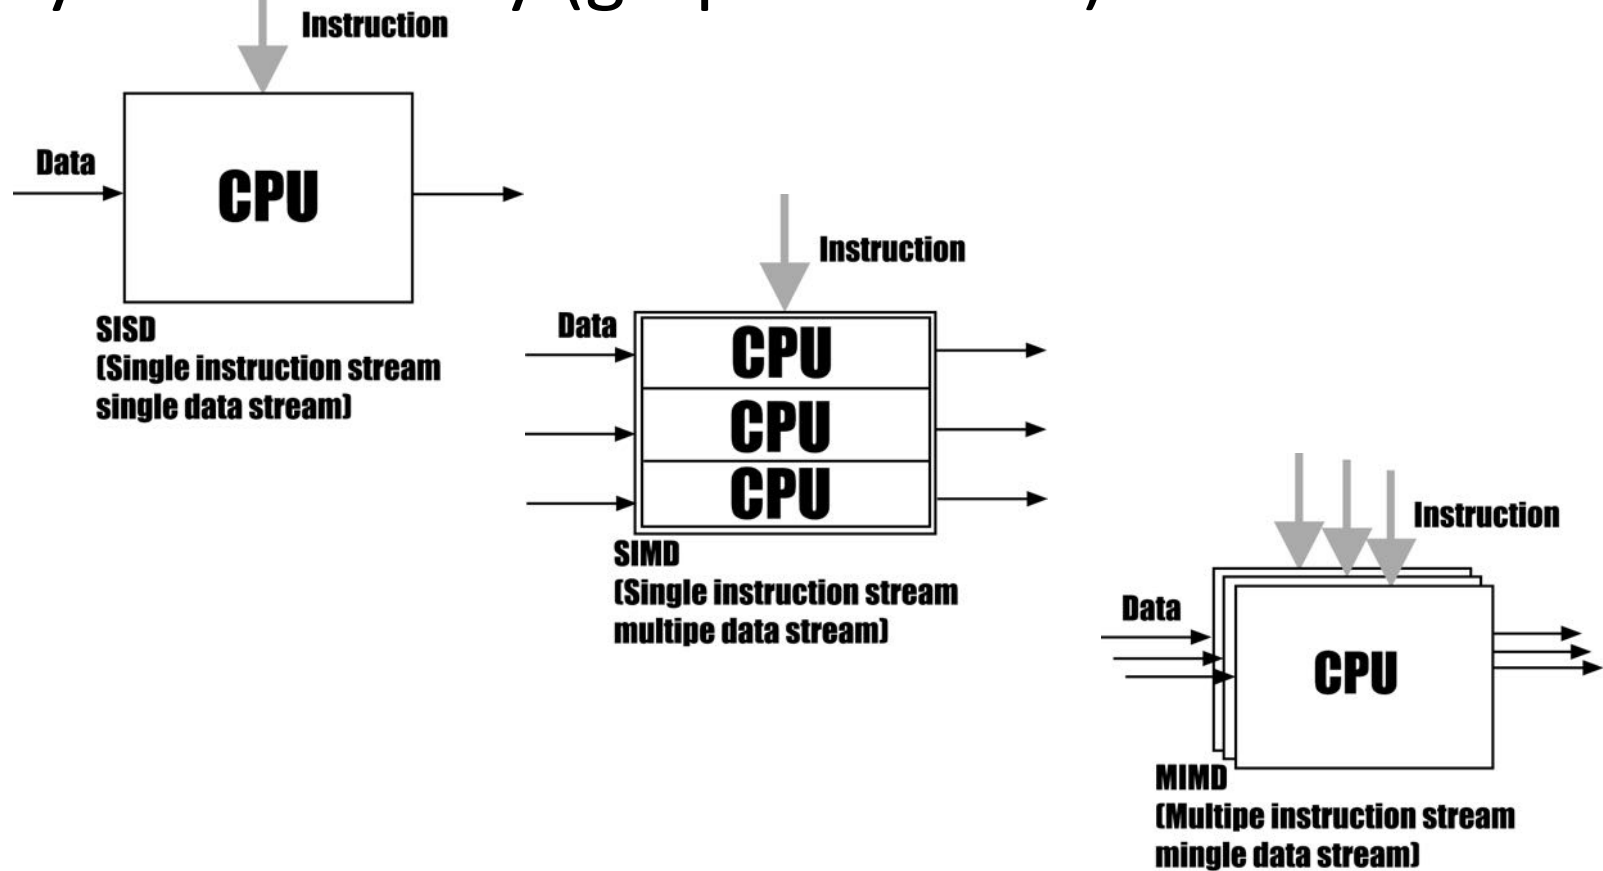 Instruction
Data
CPU
SISD
(Single instruction stream
single data stream)
Instruction
Data
CPU
CPU
CPU
SIMD
(Single instruction stream
multipe data stream)
Instruction
Data
CPU
MIMD
(Multipe instruction stream
mingle data stream)